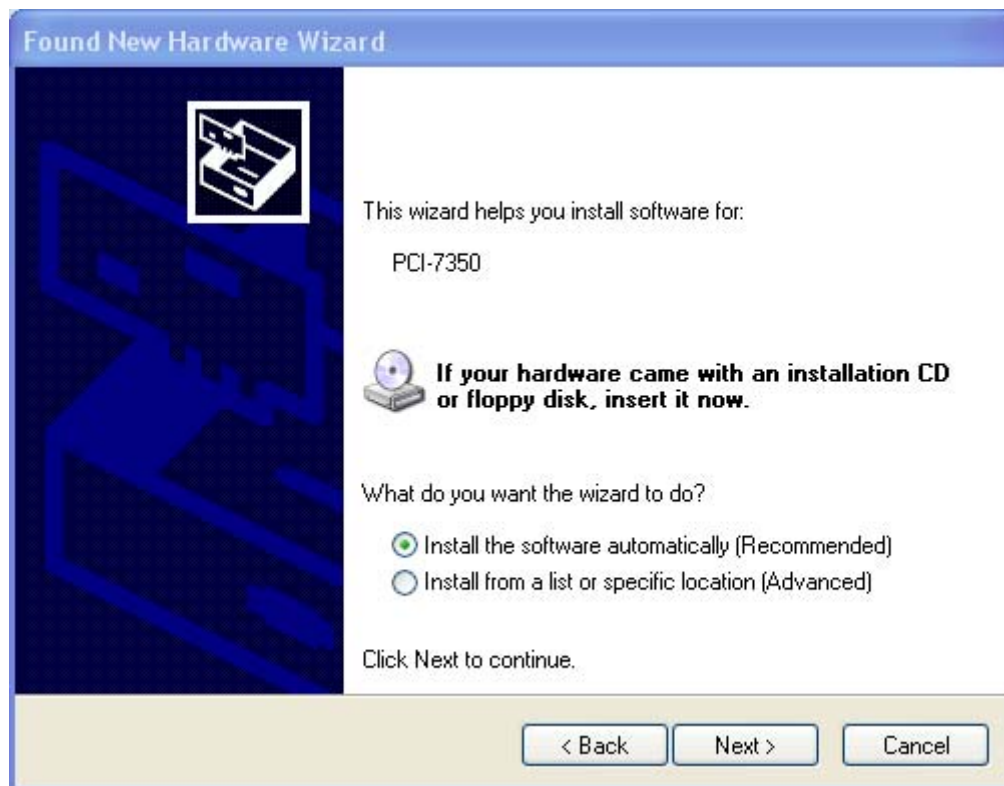 Found New Hardware Wizard
This wizard helps you install software for:
PCI-7350
If your hardware came with an installation CD
or floppy disk, insert it now.
What do you want the wizard to do?
Install the software automatically (Recommended)
Install from a list or specific location (Advanced)
Click Next to continue.
< Back
Next >
Cancel